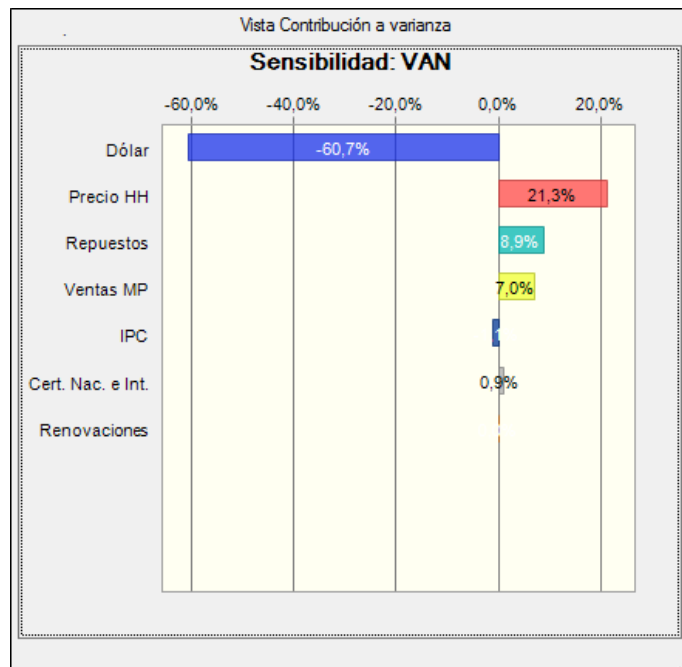 Vista Contribución a varianza
Sensibilidad: VAN
-60,0% -40,0% -20,0% 0,0% 20,0%
Dólar -60,7%
Precio HH 21,3%
Repuestos 8,9%
Ventas MP 7,0%
IPC
Cert. Nac. e Int. 0,9%
Renovaciones